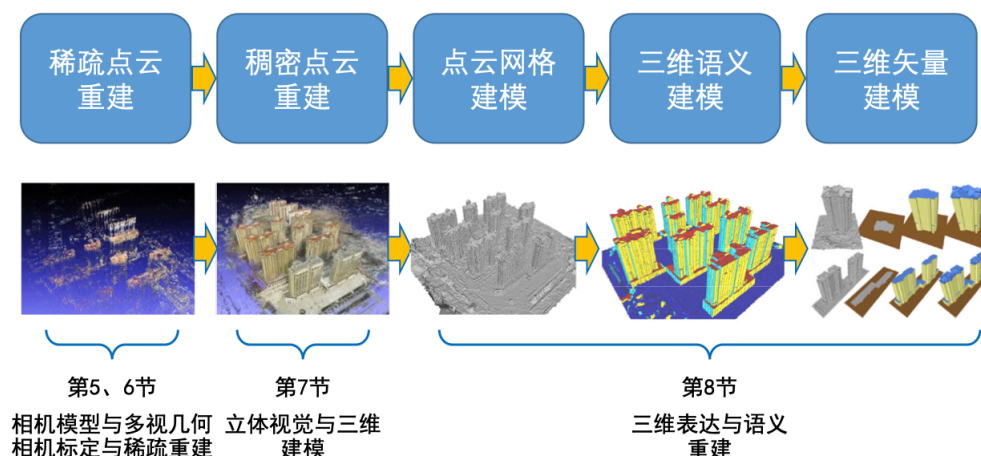 稀疏点云
重建
稠密点云
重建
点云网格
建模
三维语义
建模
三维矢量
建模
第5、6节
相机模型与多视几何
相机标定与稀疏重建
第7节
立体视觉与三维
建模
第8节
三维表达与语义
重建